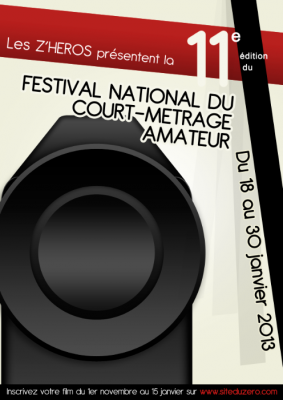 Les Z'HEROS présentent la
11e édition
du
FESTIVAL NATIONAL DU
COURT-METRAGE
AMATEUR
Du 18 au 30 janvier 2013
Inscrivez votre film du 1er novembre au 15 janvier sur www.siteduzero.com